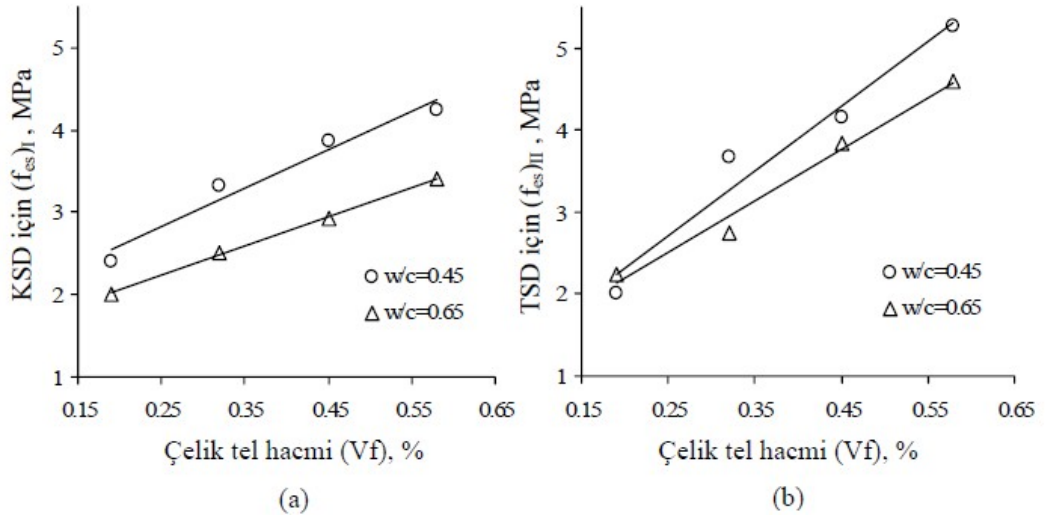 5
4
3
2
1
KSD için (fes)I , MPa
w/c=0.45
w/c=0.65
0.15 0.25 0.35 0.45 0.55 0.65
Çelik tel hacmi (Vf), %
(a)
5
4
3
2
1
TSD için (fes)II , MPa
w/c=0.45
w/c=0.65
0.15 0.25 0.35 0.45 0.55 0.65
Çelik tel hacmi (Vf), %
(b)